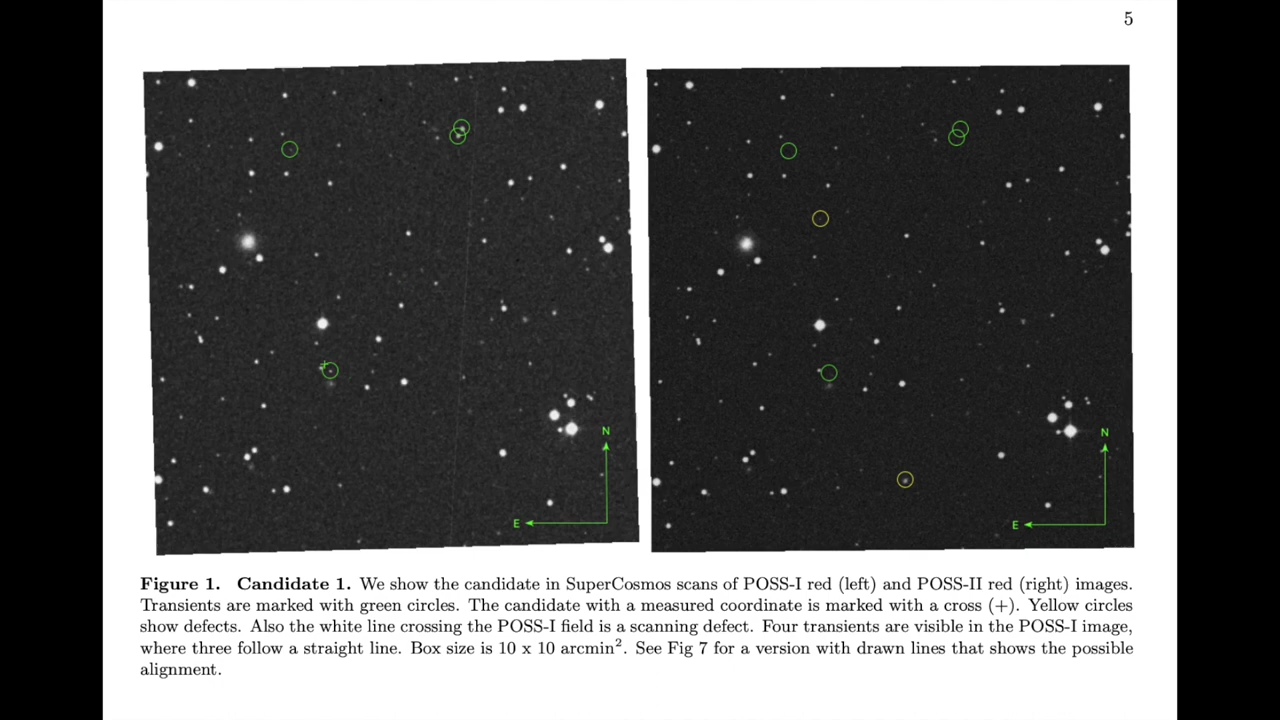 5
N
E
N
E
Figure 1. Candidate 1. We show the candidate in SuperCosmos scans of POSS-I red (left) and POSS-II red (right) images.
Transients are marked with green circles. The candidate with a measured coordinate is marked with a cross (+). Yellow circles
show defects. Also the white line crossing the POSS-I field is a scanning defect. Four transients are visible in the POSS-I image,
where three follow a straight line. Box size is 10 x 10 arcmin². See Fig 7 for a version with drawn lines that shows the possible
alignment.